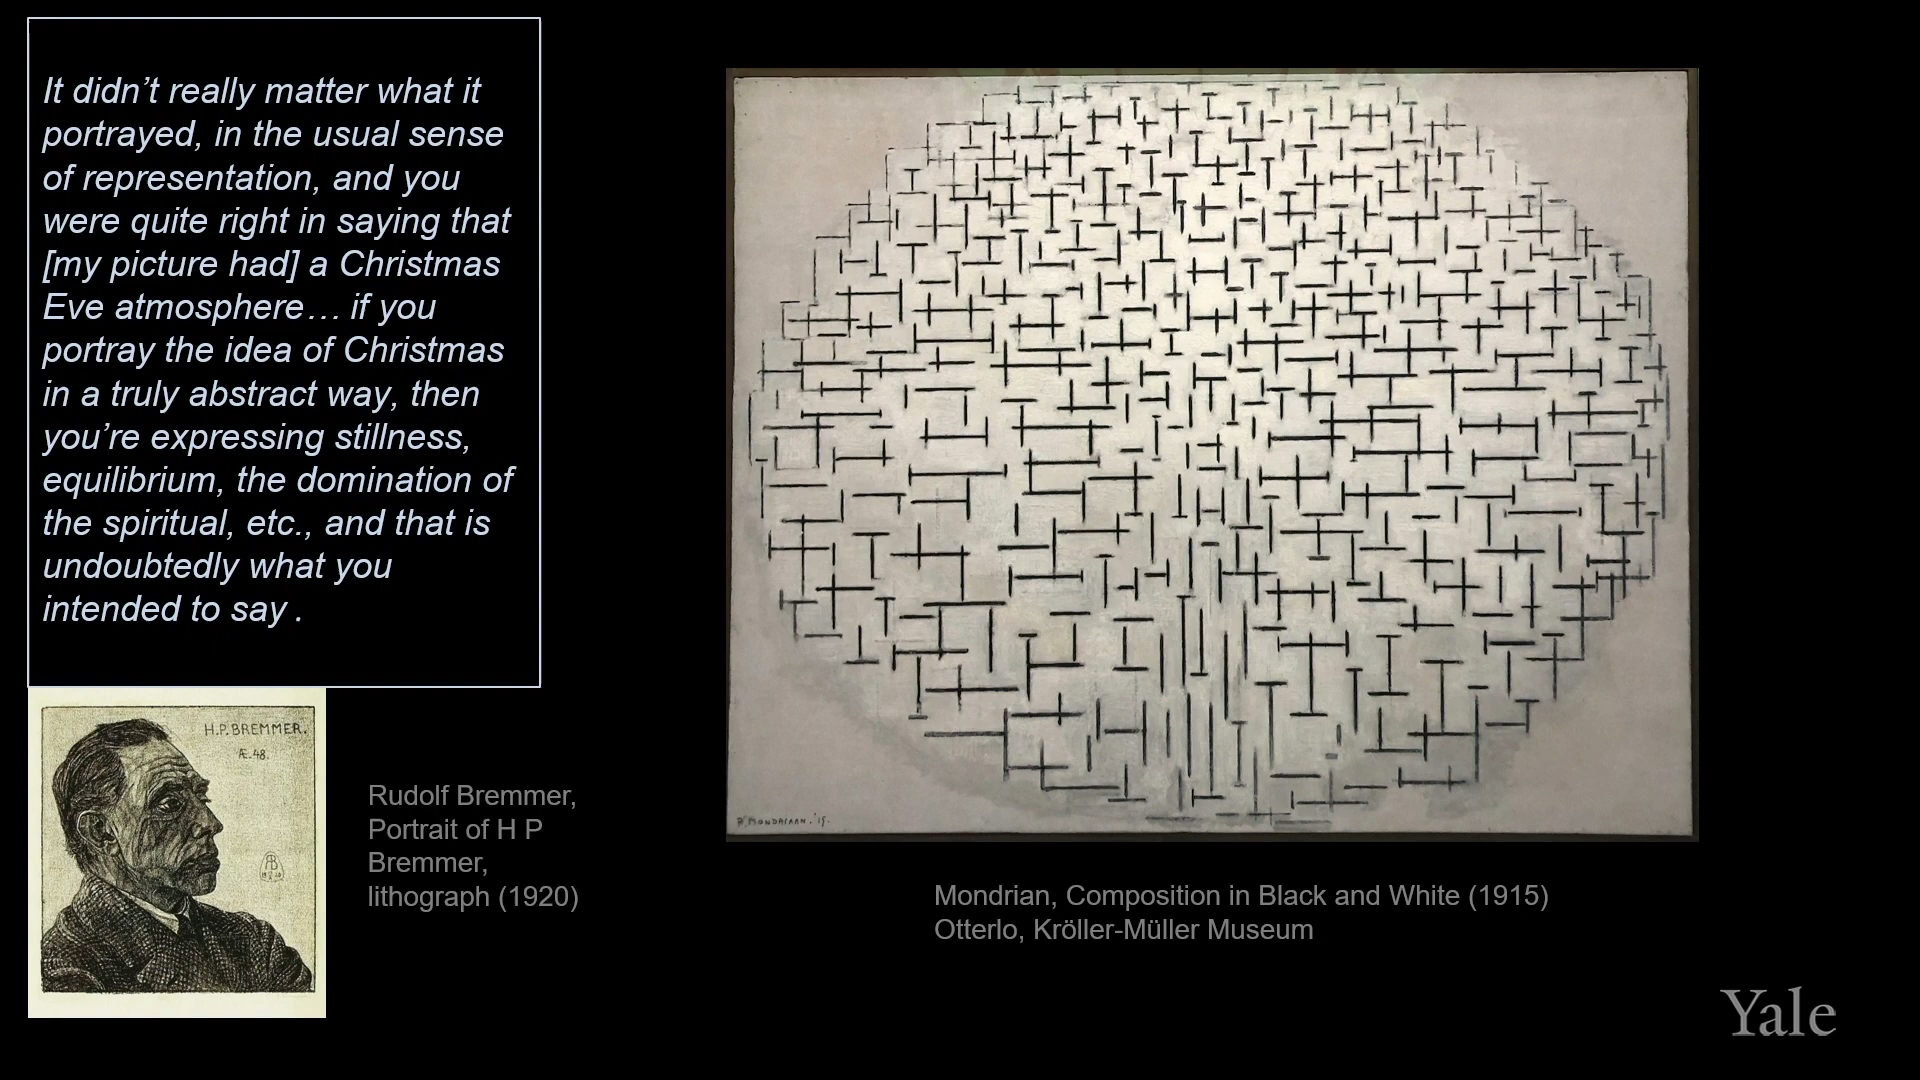 It didn’t really matter what it
portrayed, in the usual sense
of representation, and you
were quite right in saying that
[my picture had] a Christmas
Eve atmosphere… if you
portray the idea of Christmas
in a truly abstract way, then
you’re expressing stillness,
equilibrium, the domination of
the spiritual, etc., and that is
undoubtedly what you
intended to say .
H.P.BREMMER.
Æ.48.
Rudolf Bremmer,
Portrait of H P
Bremmer,
lithograph (1920)
P. MONDRIAAN.'15.
Mondrian, Composition in Black and White (1915)
Otterlo, Kröller-Müller Museum
Yale